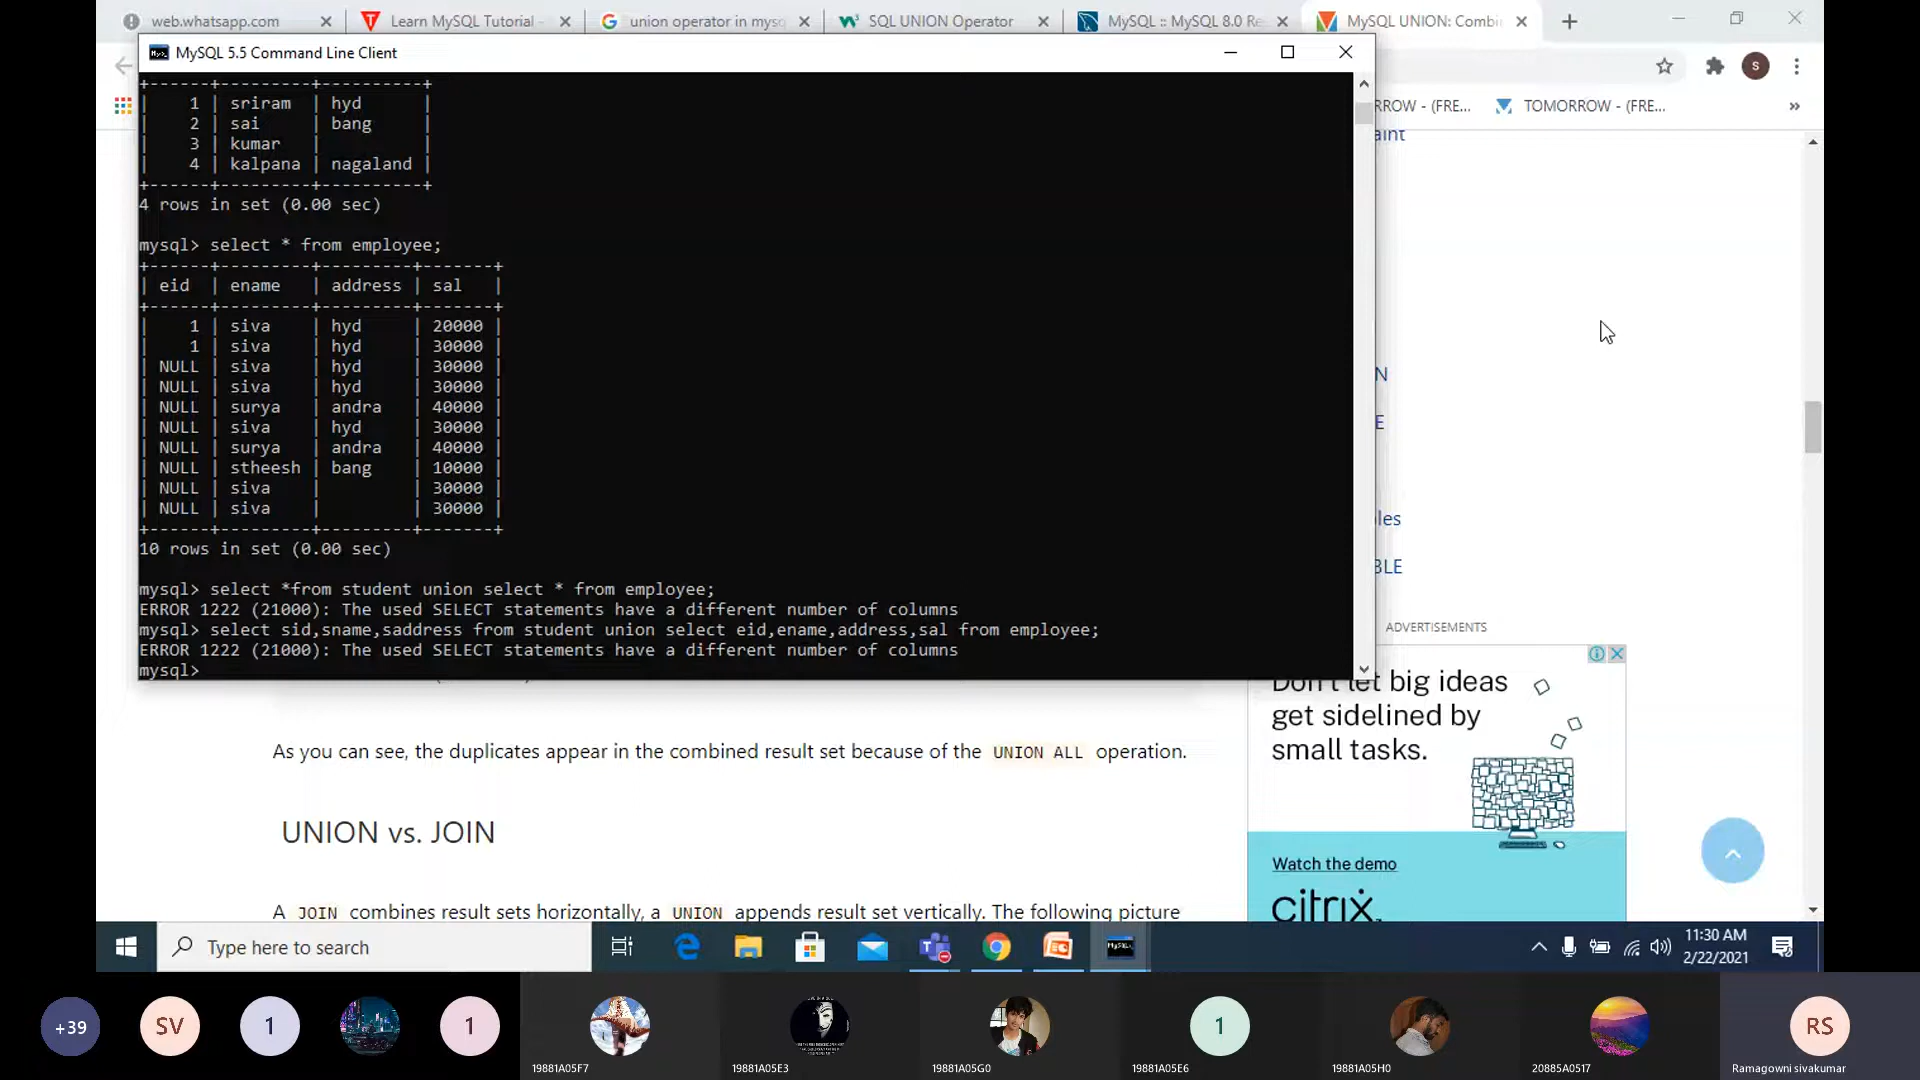 web.whatsapp.com
Learn MySQL Tutorial -
union operator in mysq
SQL UNION Operator
MySQL :: MySQL 8.0 Re
MySQL UNION: Combi
MySQL 5.5 Command Line Client
S
RROW - (FRE...
TOMORROW - (FRE...
»
aint
+------+---------+----------+
| 1 | sriram | hyd |
| 2 | sai | bang |
| 3 | kumar |
| 4 | kalpana | nagaland |
+------+---------+----------+
4 rows in set (0.00 sec)
mysql> select * from employee;
+------+---------+---------+-------+
| eid | ename | address | sal |
+------+---------+---------+-------+
| 1 | siva | hyd | 20000 |
| 1 | siva | hyd | 30000 |
| NULL | siva | hyd | 30000 |
| NULL | siva | hyd | 30000 |
| NULL | surya | andra | 40000 |
| NULL | siva | hyd | 30000 |
| NULL | surya | andra | 40000 |
| NULL | stheesh | bang | 10000 |
| NULL | siva | | 30000 |
| NULL | siva | | 30000 |
+------+---------+---------+-------+
10 rows in set (0.00 sec)
mysql> select *from student union select * from employee;
ERROR 1222 (21000): The used SELECT statements have a different number of columns
mysql> select sid,sname,saddress from student union select eid,ename,address,sal from employee;
ERROR 1222 (21000): The used SELECT statements have a different number of columns
mysql>
N
E
les
BLE
ADVERTISEMENTS
Don't let big ideas
get sidelined by
small tasks.
Watch the demo
citrix
As you can see, the duplicates appear in the combined result set because of the UNION ALL operation.
UNION vs. JOIN
A JOIN combines result sets horizontally, a UNION appends result set vertically. The following picture
Type here to search
11:30 AM
2/22/2021
+39
SV
1
1
1
RS
19881A05F7
19881A05E3
19881A05G0
19881A05E6
19881A05H0
20885A0517
Ramagowni sivakumar